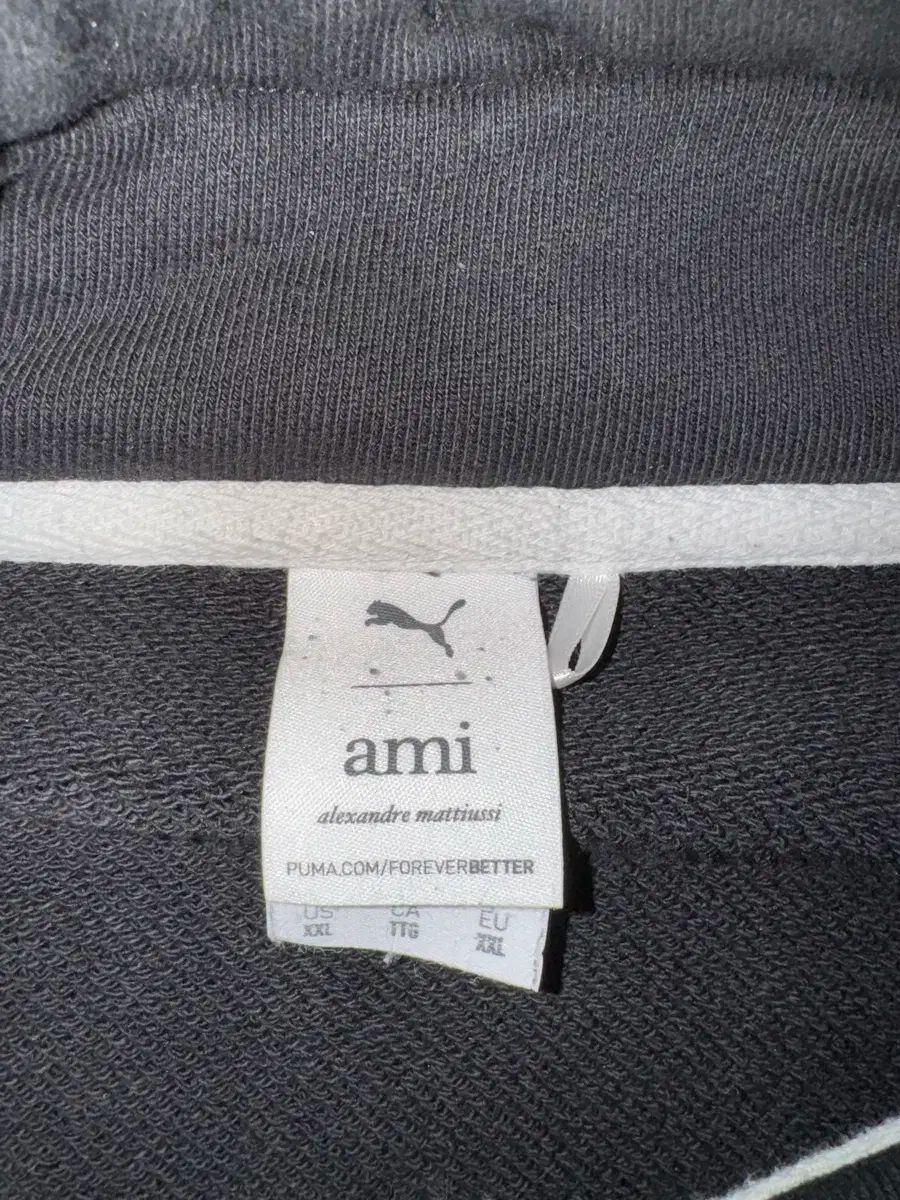 ami
alexandre mattiussi
PUMA.COM/FOREVERBETTER
US CA EU
XXL TTG XXL